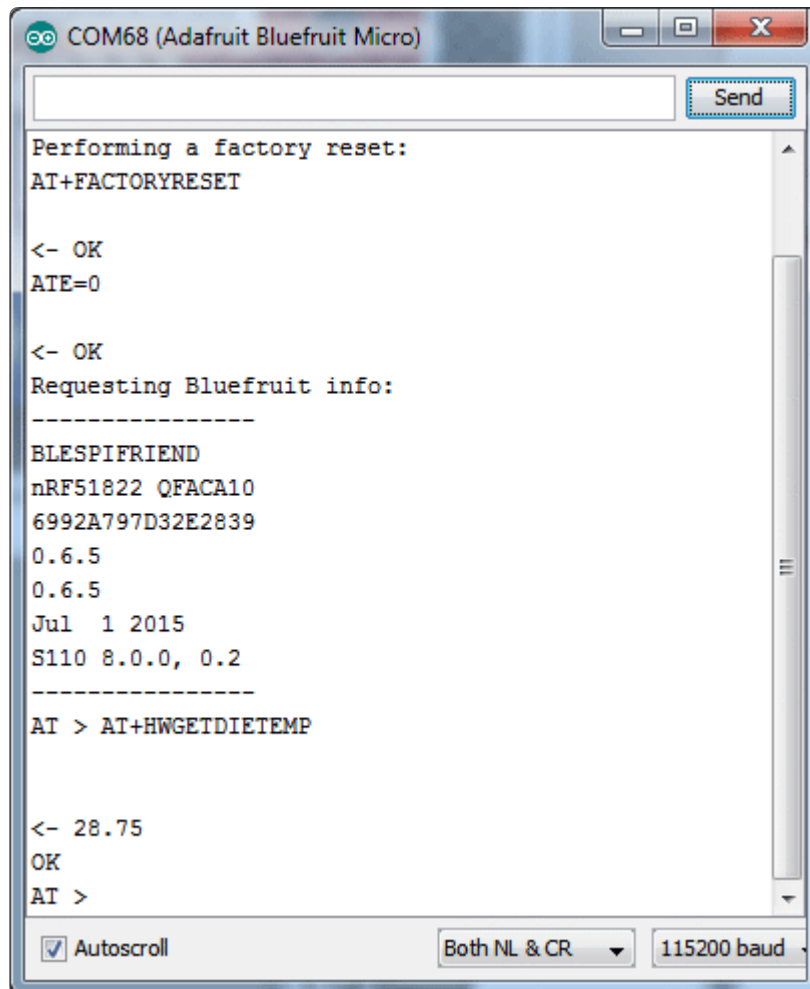 COM68 (Adafruit Bluefruit Micro)
Send
Performing a factory reset:
AT+FACTORYRESET
<- OK
ATE=0
<- OK
Requesting Bluefruit info:
----------------
BLESPIFRIEND
nRF51822 QFACA10
6992A797D32E2839
0.6.5
0.6.5
Jul  1 2015
S110 8.0.0, 0.2
----------------
AT > AT+HWGETDIETEMP
<- 28.75
OK
AT >
Autoscroll
Both NL & CR
115200 baud